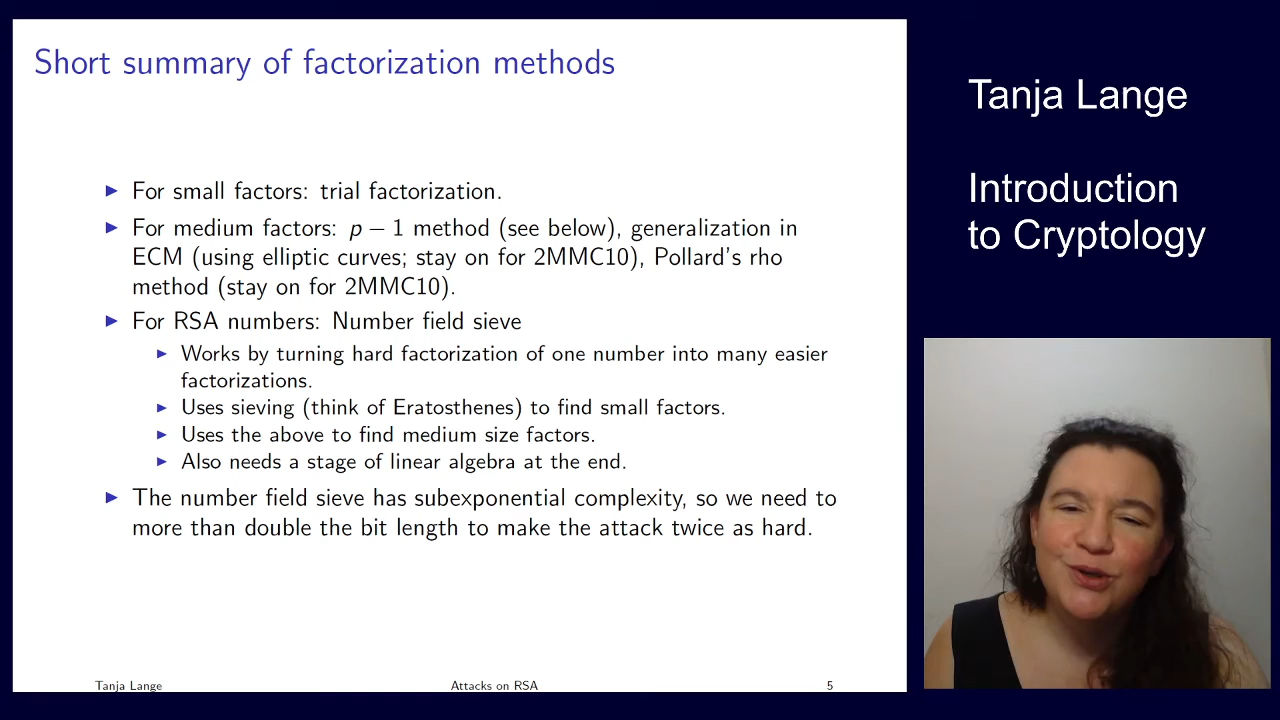 Short summary of factorization methods
▶ For small factors: trial factorization.
▶ For medium factors: p − 1 method (see below), generalization in
ECM (using elliptic curves; stay on for 2MMC10), Pollard's rho
method (stay on for 2MMC10).
▶ For RSA numbers: Number field sieve
▶ Works by turning hard factorization of one number into many easier
factorizations.
▶ Uses sieving (think of Eratosthenes) to find small factors.
▶ Uses the above to find medium size factors.
▶ Also needs a stage of linear algebra at the end.
▶ The number field sieve has subexponential complexity, so we need to
more than double the bit length to make the attack twice as hard.
Tanja Lange
Attacks on RSA
5
Tanja Lange
Introduction
to Cryptology